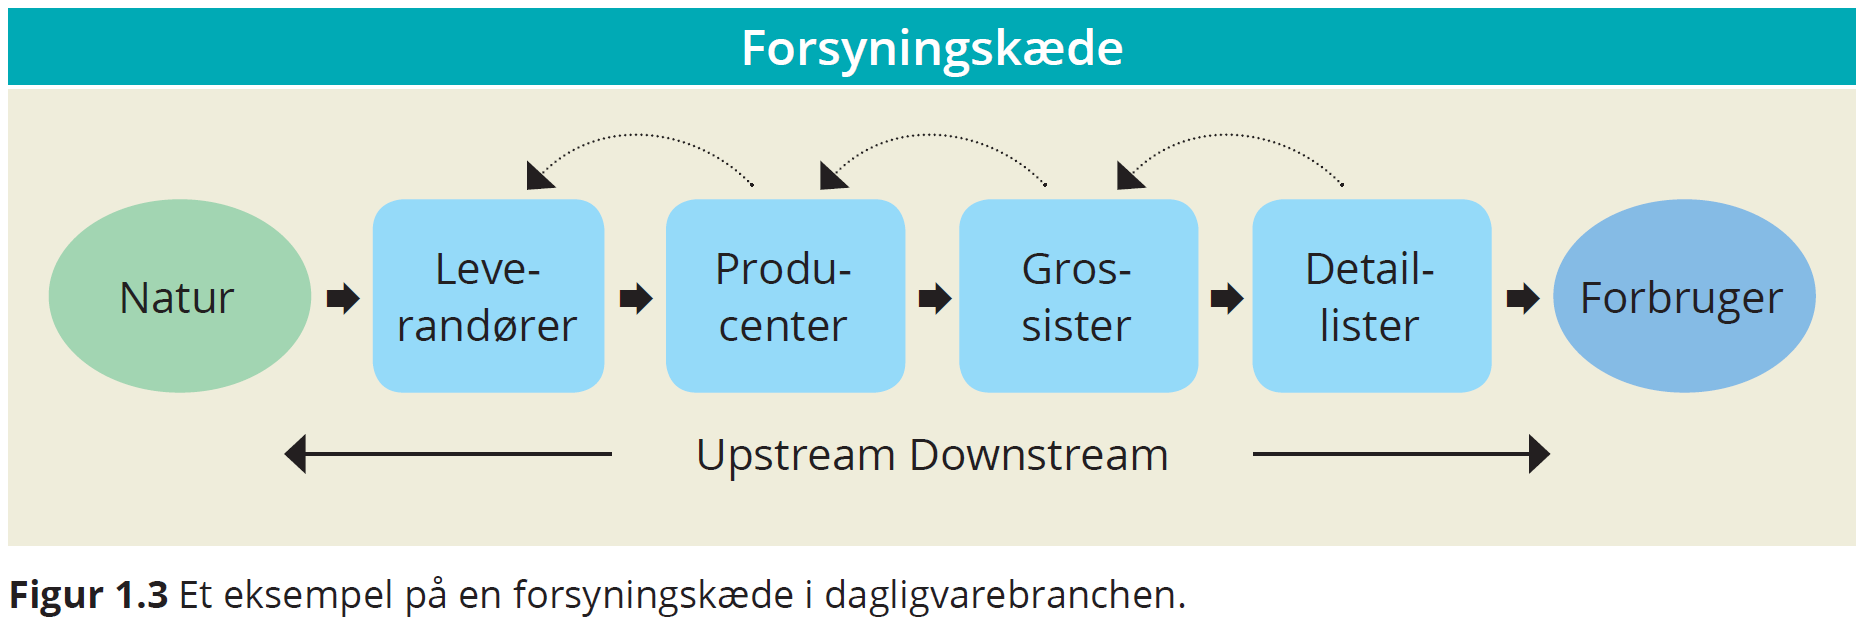 Forsyningskæde
Natur
Leve-
randører
Produ-
center
Gros-
sister
Detail-
lister
Forbruger
Upstream Downstream
Figur 1.3 Et eksempel på en forsyningskæde i dagligvarebranchen.